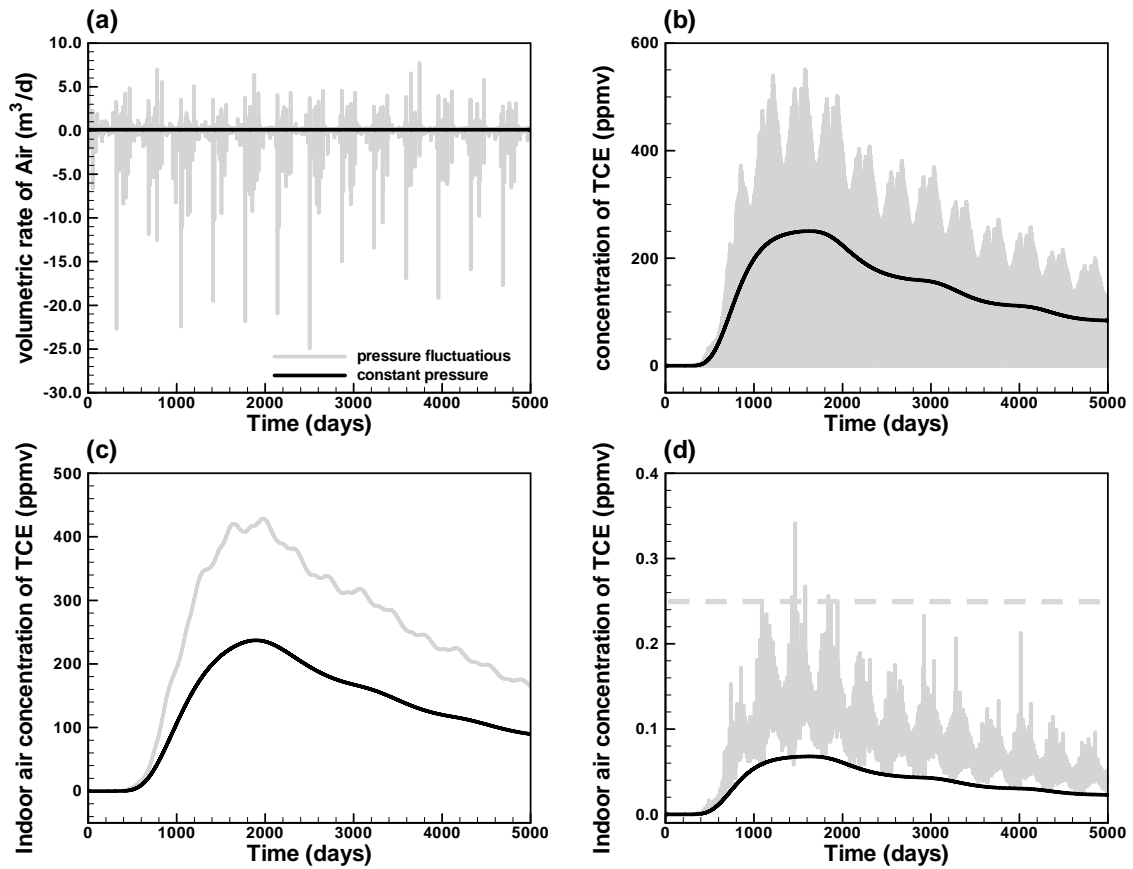 (a)
volumetric rate of Air (m³/d)
10.0
5.0
0.0
-5.0
-10.0
-15.0
-20.0
-25.0
-30.0
pressure fluctuatious
constant pressure
0 1000 2000 3000 4000 5000
Time (days)
(b)
concentration of TCE (ppmv)
600
400
200
0
0 1000 2000 3000 4000 5000
Time (days)
(c)
Indoor air concentration of TCE (ppmv)
500
400
300
200
100
0
0 1000 2000 3000 4000 5000
Time (days)
(d)
Indoor air concentration of TCE (ppmv)
0.4
0.3
0.2
0.1
0.0
0 1000 2000 3000 4000 5000
Time (days)